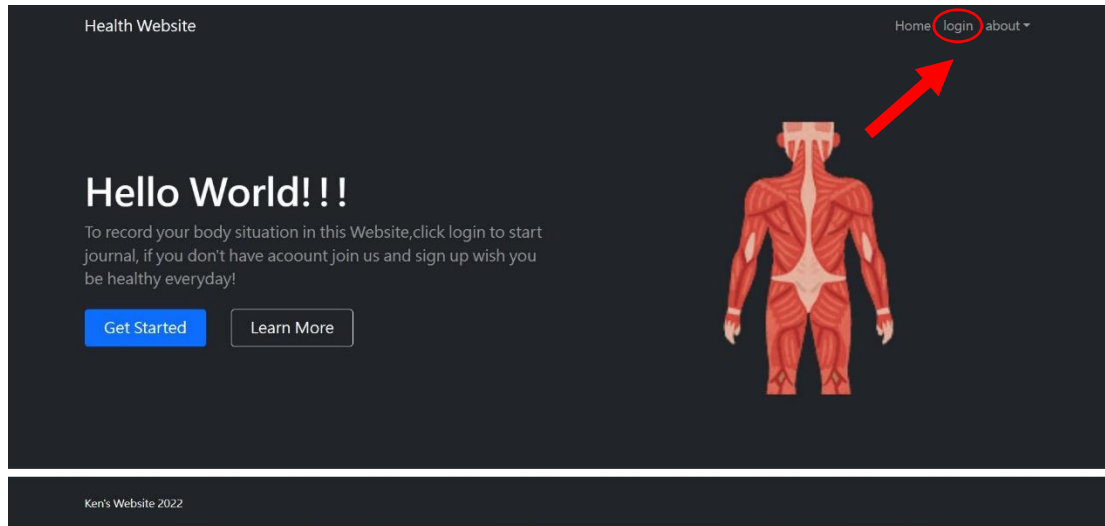 Health Website
Home login about
Hello World!!!
To record your body situation in this Website,click login to start
journal, if you don't have acoount join us and sign up wish you
be healthy everyday!
Get Started Learn More
Ken's Website 2022